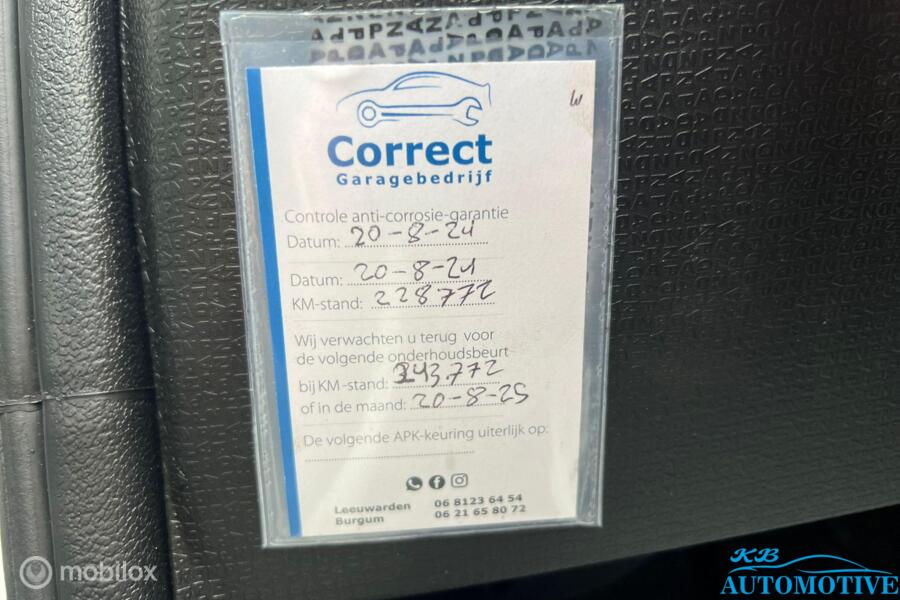 W
Correct
Garagebedrijf
Controle anti-corrosie-garantie
Datum: 20-8-24
Datum: 20-8-24
KM-stand: 228772
Wij verwachten u terug voor
de volgende onderhoudsbeurt
bij KM-stand: 243.772
of in de maand: 20-8-25
De volgende APK-keuring uiterlijk op:
Leeuwarden 06 8123 64 54
Burgum 06 21 65 80 72
mobilox
KB
AUTOMOTIVE